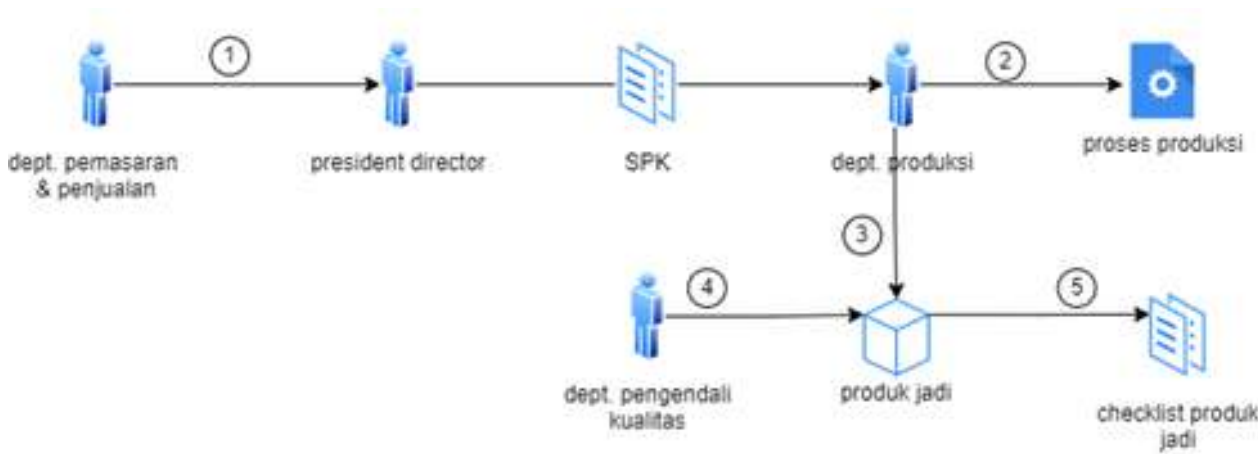 1
2
dept. pemasaran
& penjualan
president director
SPK
dept. produksi
proses produksi
3
4
5
dept. pengendali
kualitas
produk jadi
checklist produk
jadi